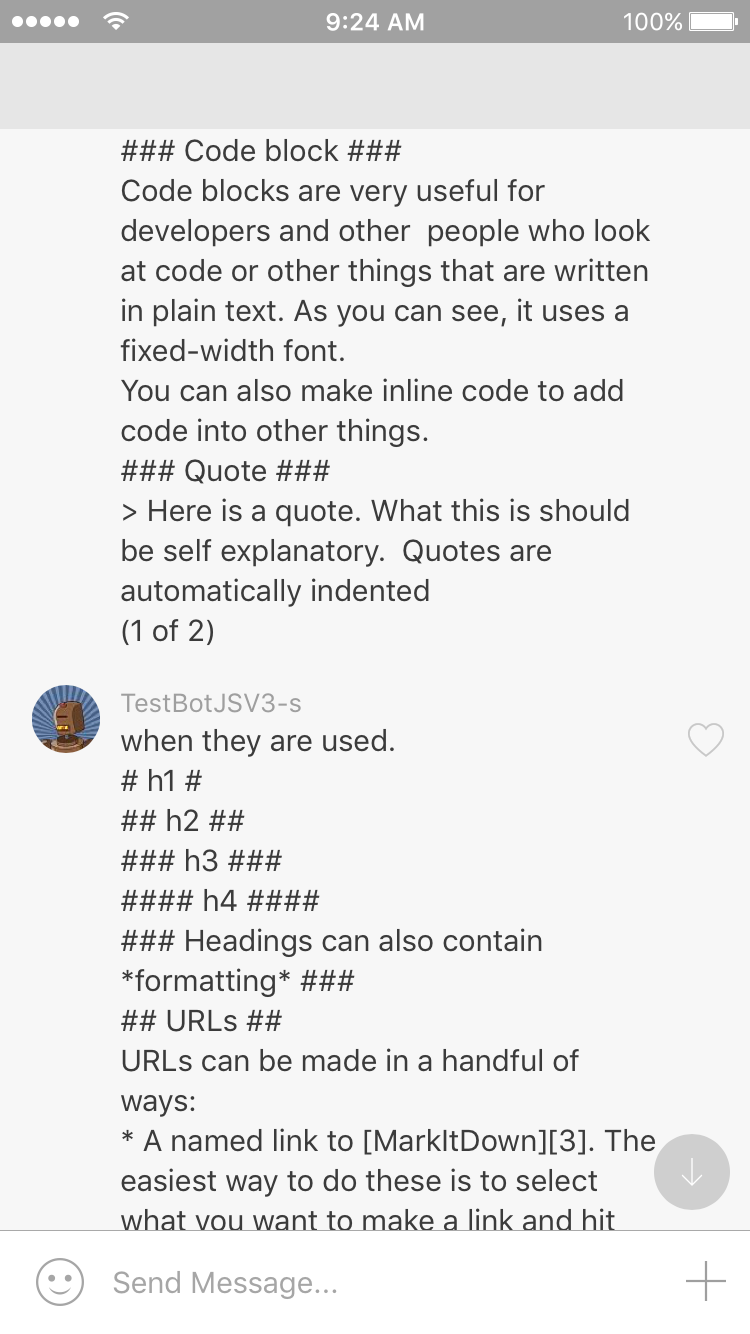 9:24 AM
100%
### Code block ###
Code blocks are very useful for
developers and other  people who look
at code or other things that are written
in plain text. As you can see, it uses a
fixed-width font.
You can also make inline code to add
code into other things.
### Quote ###
> Here is a quote. What this is should
be self explanatory.  Quotes are
automatically indented
(1 of 2)
TestBotJSV3-s
when they are used.
# h1 #
## h2 ##
### h3 ###
#### h4 ####
### Headings can also contain
*formatting* ###
## URLs ##
URLs can be made in a handful of
ways:
* A named link to [MarkItDown][3]. The
easiest way to do these is to select
what you want to make a link and hit
Send Message...